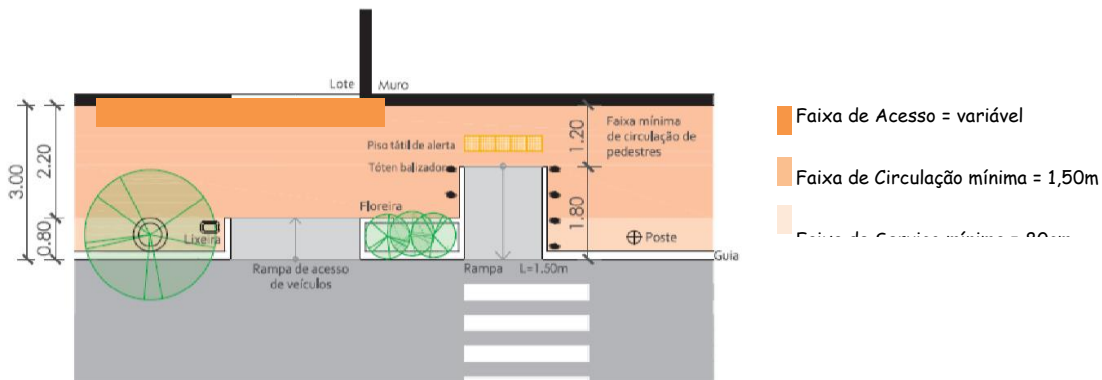 Lote
Muro
Piso tátil de alerta
Tóten balizador
Floreira
Lixeira
Rampa de acesso
de veículos
Rampa L=1.50m
Faixa mínima
de circulação de
pedestres
Poste
Guia
3.00
2.20
0.80
1.20
1.80
Faixa de Acesso = variável
Faixa de Circulação mínima = 1,50m